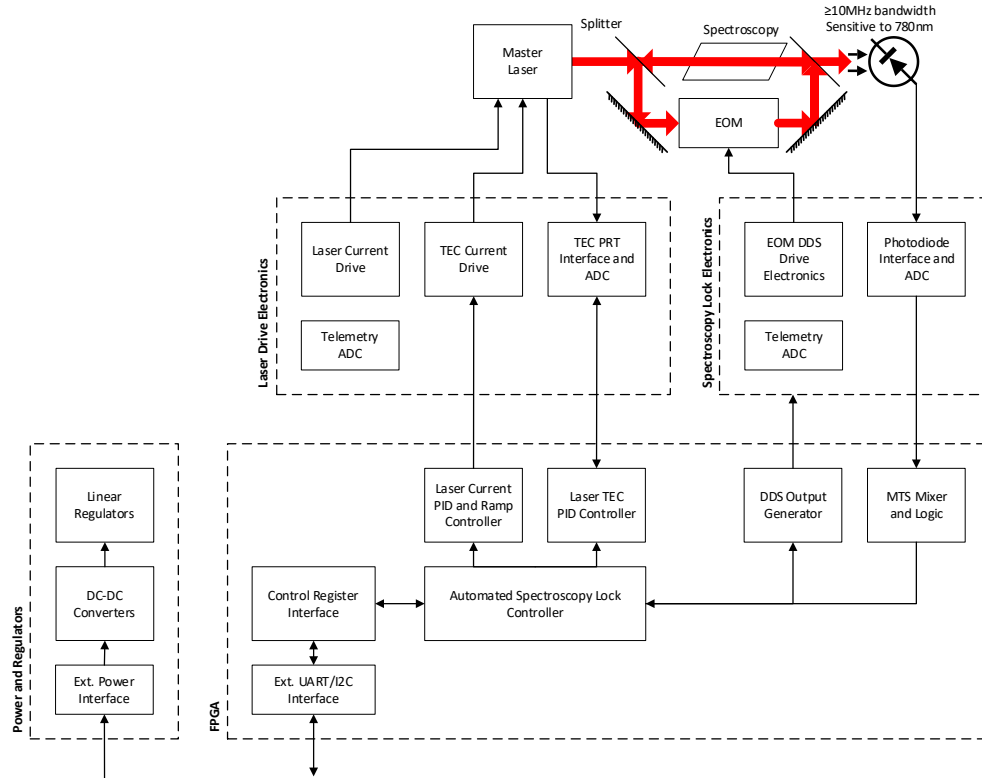 ≥10MHz bandwidth
Sensitive to 780nm
Splitter
Spectroscopy
Master
Laser
EOM
Laser Drive Electronics
Laser Current
Drive
TEC Current
Drive
TEC PRT
Interface and
ADC
Telemetry
ADC
Spectroscopy Lock Electronics
EOM DDS
Drive
Electronics
Photodiode
Interface and
ADC
Telemetry
ADC
Power and Regulators
Linear
Regulators
DC-DC
Converters
Ext. Power
Interface
FPGA
Laser Current
PID and Ramp
Controller
Laser TEC
PID Controller
DDS Output
Generator
MTS Mixer
and Logic
Control Register
Interface
Automated Spectroscopy Lock
Controller
Ext. UART/I2C
Interface